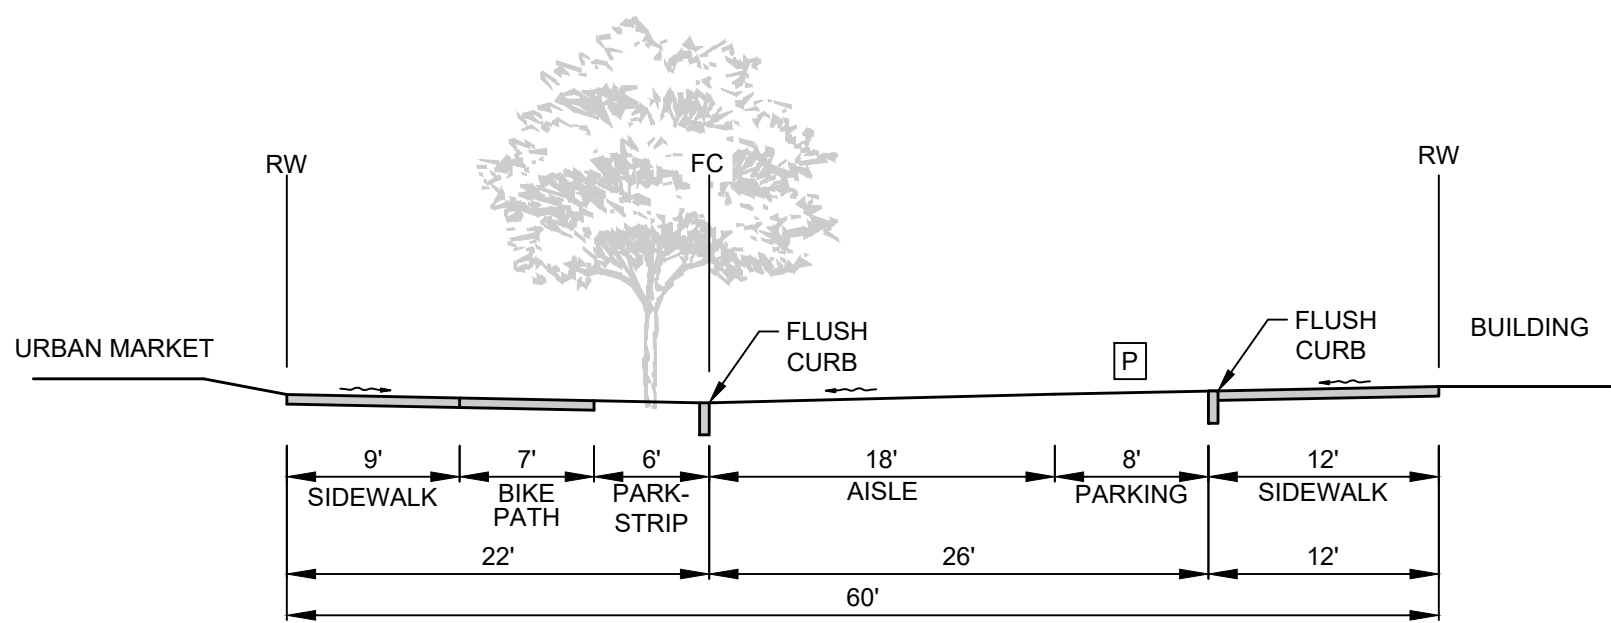 RW
FC
RW
URBAN MARKET
FLUSH
CURB
P
FLUSH
CURB
BUILDING
9'
7'
6'
18'
8'
12'
SIDEWALK
BIKE
PATH
PARK-
STRIP
AISLE
PARKING
SIDEWALK
22'
26'
12'
60'